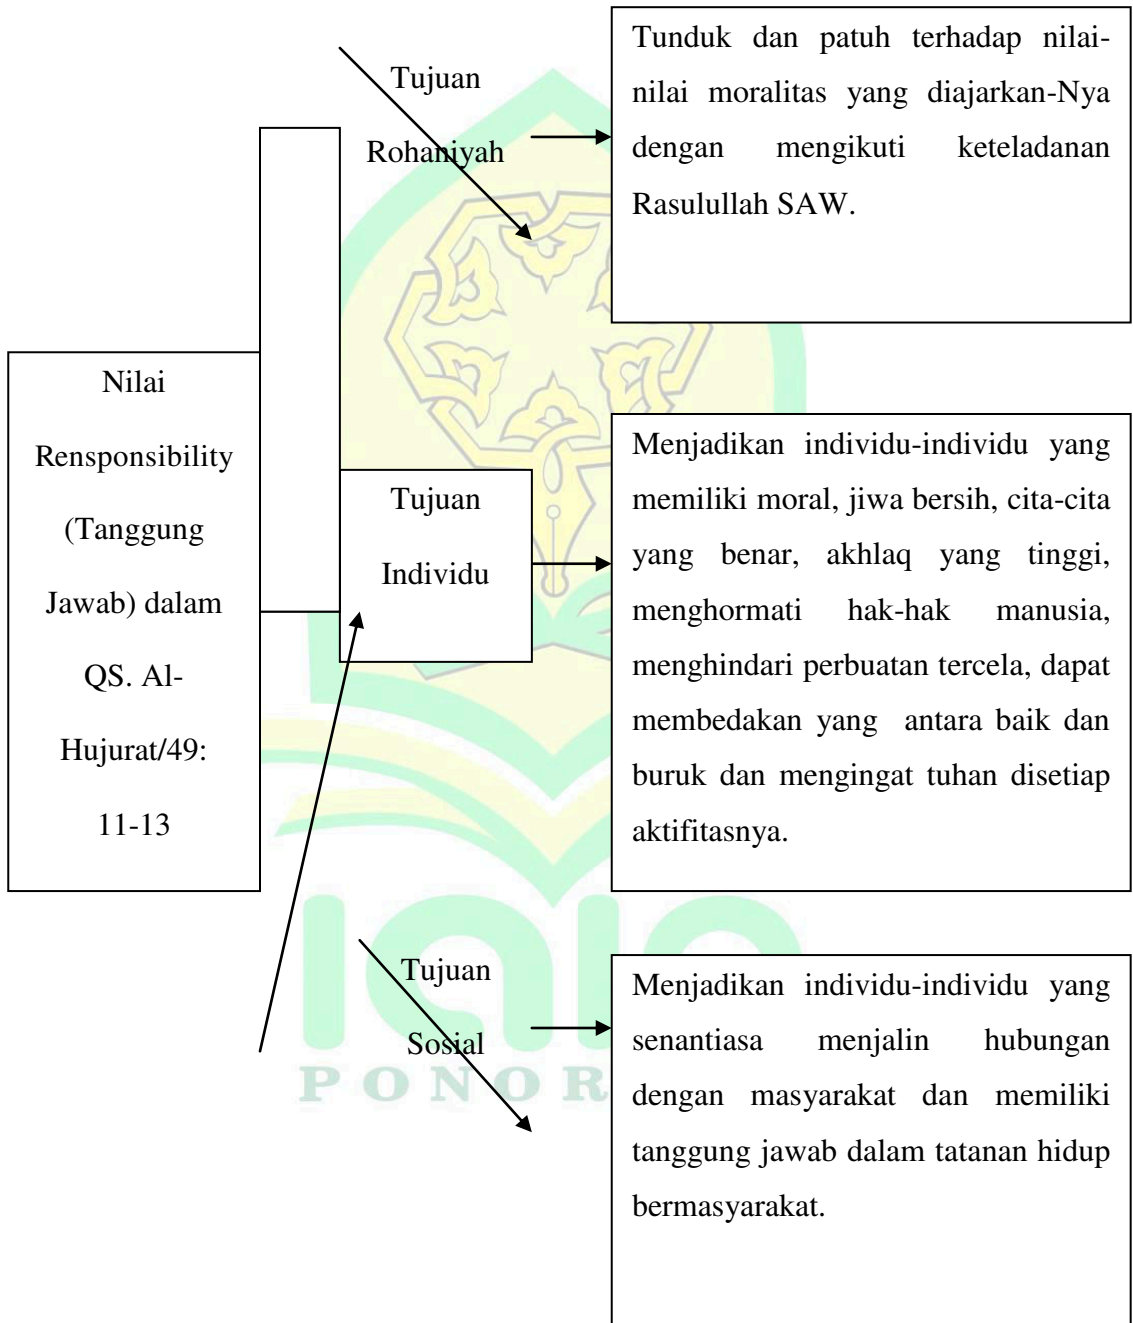 Nilai
Rensponsibility
(Tanggung
Jawab) dalam
QS. Al-
Hujurat/49:
11-13
Tujuan
Rohaniyah
Tunduk dan patuh terhadap nilai-
nilai moralitas yang diajarkan-Nya
dengan mengikuti keteladanan
Rasulullah SAW.
Tujuan
Individu
Menjadikan individu-individu yang
memiliki moral, jiwa bersih, cita-cita
yang benar, akhlaq yang tinggi,
menghormati hak-hak manusia,
menghindari perbuatan tercela, dapat
membedakan yang antara baik dan
buruk dan mengingat tuhan disetiap
aktifitasnya.
Tujuan
Sosial
Menjadikan individu-individu yang
senantiasa menjalin hubungan
dengan masyarakat dan memiliki
tanggung jawab dalam tatanan hidup
bermasyarakat.
PONOR